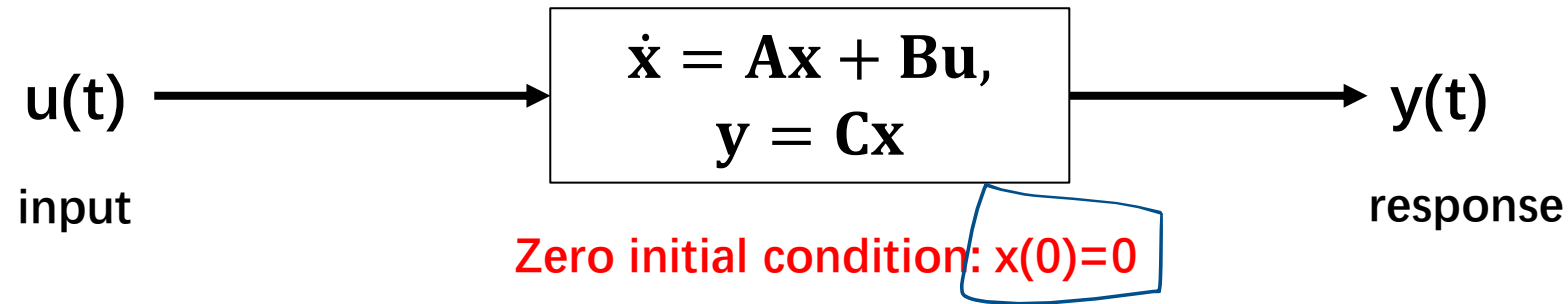 ẋ = Ax + Bu,
u(t)
y(t)
y = Cx
input
response
Zero initial condition: x(0)=0